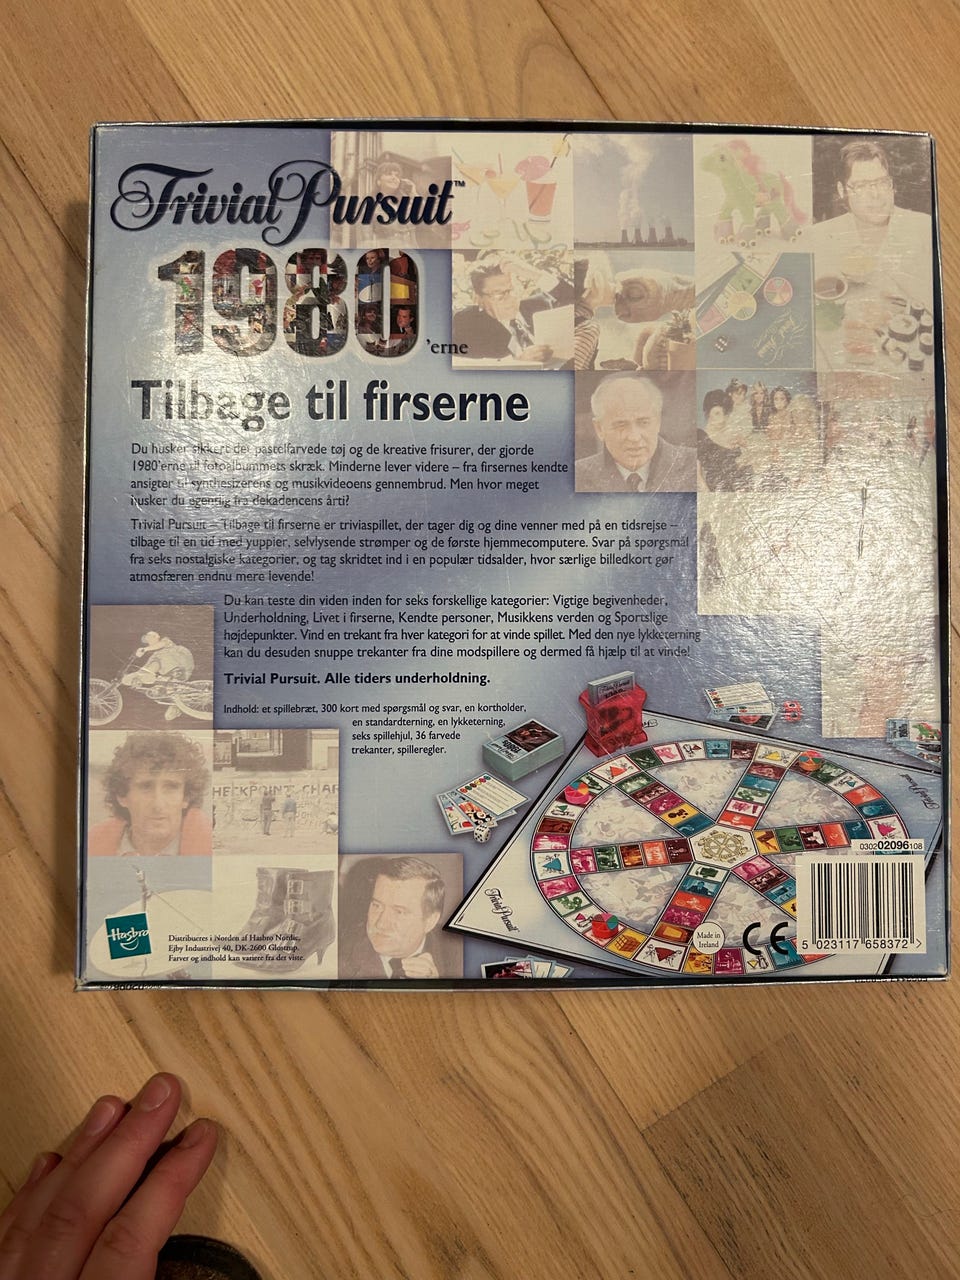 Trivial Pursuit™
1980'erne
Tilbage til firserne
Du husker sikkert det pastelfarvede tøj og de kreative frisurer, der gjorde
1980'erne til fotoalbummets skræk. Minderne lever videre – fra firsernes kendte
ansigter til synthesizerens og musikvideoens gennembrud. Men hvor meget
husker du egentlig fra dekadencens årti?
Trivial Pursuit – Tilbage til firserne er triviaspillet, der tager dig og dine venner med på en tidsrejse –
tilbage til en tid med yuppier, selvlysende strømper og de første hjemmecomputere. Svar på spørgsmål
fra seks nostalgiske kategorier, og tag skridtet ind i en populær tidsalder, hvor særlige billedkort gør
atmosfæren endnu mere levende!
Du kan teste din viden inden for seks forskellige kategorier: Vigtige begivenheder,
Underholdning, Livet i firserne, Kendte personer, Musikkens verden og Sportslige
højdepunkter. Vind en trekant fra hver kategori for at vinde spillet. Med den nye lykketerning
kan du desuden snuppe trekanter fra dine modspillere og dermed få hjælp til at vinde!
Trivial Pursuit. Alle tiders underholdning.
Indhold: et spillebræt, 300 kort med spørgsmål og svar, en kortholder,
en standardterning, en lykketerning,
seks spillehjul, 36 farvede
trekanter, spilleregler.
HECKPOINT CHAR
Trivial Pursuit
Trivial Pursuit
Hasbro
Distribueres i Norden af Hasbro Nordic,
Ejby Industrivej 40, DK-2600 Glostrup.
Farver og indhold kan variere fra det viste.
Made in
Ireland
CE
030202096108
5 023117 658372 >